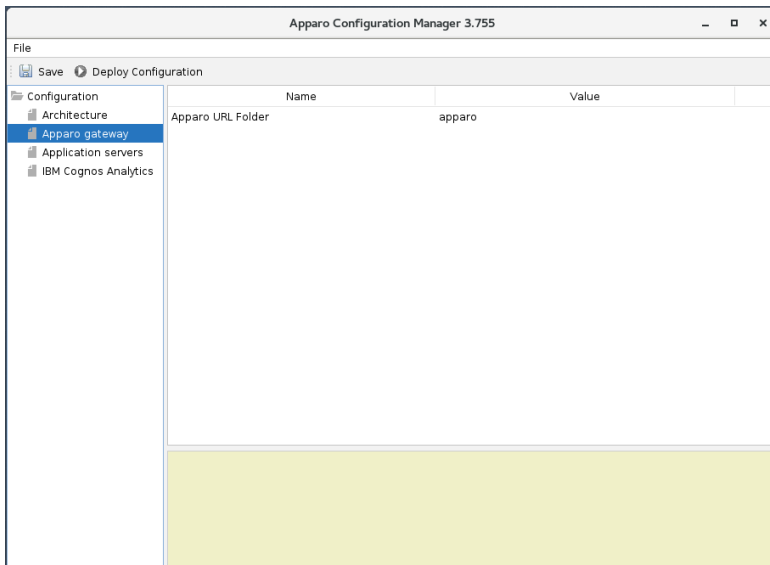 Apparo Configuration Manager 3.755
File
Save Deploy Configuration
Configuration
Architecture
Apparo gateway
Application servers
IBM Cognos Analytics
Name Value
Apparo URL Folder apparo